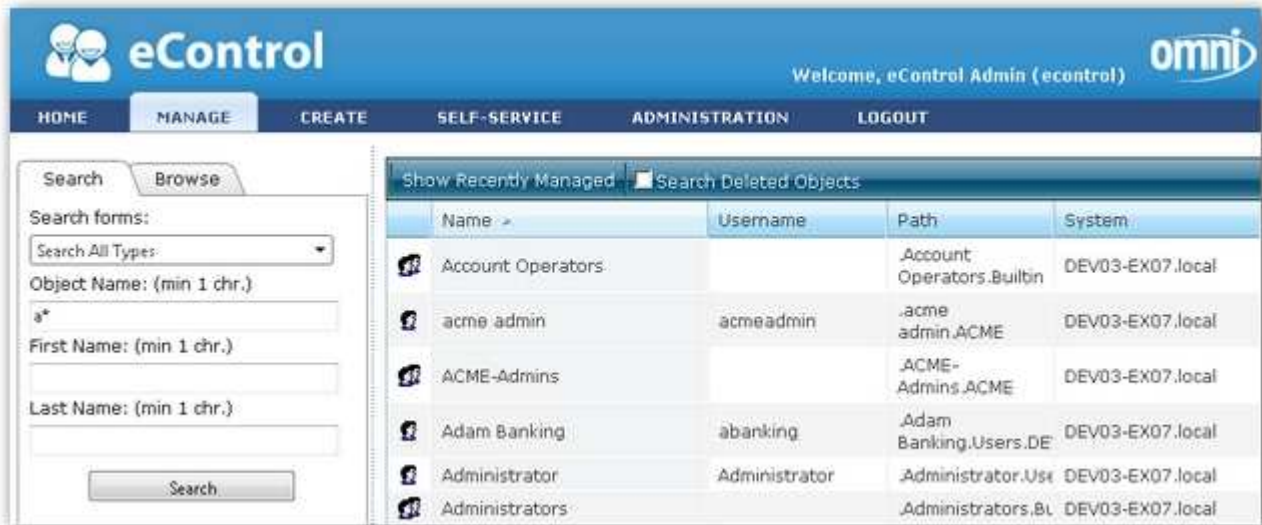 eControl
omni
Welcome, eControl Admin (econtrol)
HOME MANAGE CREATE SELF-SERVICE ADMINISTRATION LOGOUT
Search Browse
Search forms:
Search All Types
Object Name: (min 1 chr.)
a*
First Name: (min 1 chr.)
Last Name: (min 1 chr.)
Search
Show Recently Managed Search Deleted Objects
Name Username Path System
Account Operators .Account
Operators.Builtin DEV03-EX07.local
acme admin acmeadmin .acme
admin.ACME DEV03-EX07.local
ACME-Admins .ACME-
Admins.ACME DEV03-EX07.local
Adam Banking abanking .Adam
Banking.Users.DE DEV03-EX07.local
Administrator Administrator .Administrator.Use DEV03-EX07.local
Administrators .Administrators.Bu DEV03-EX07.local